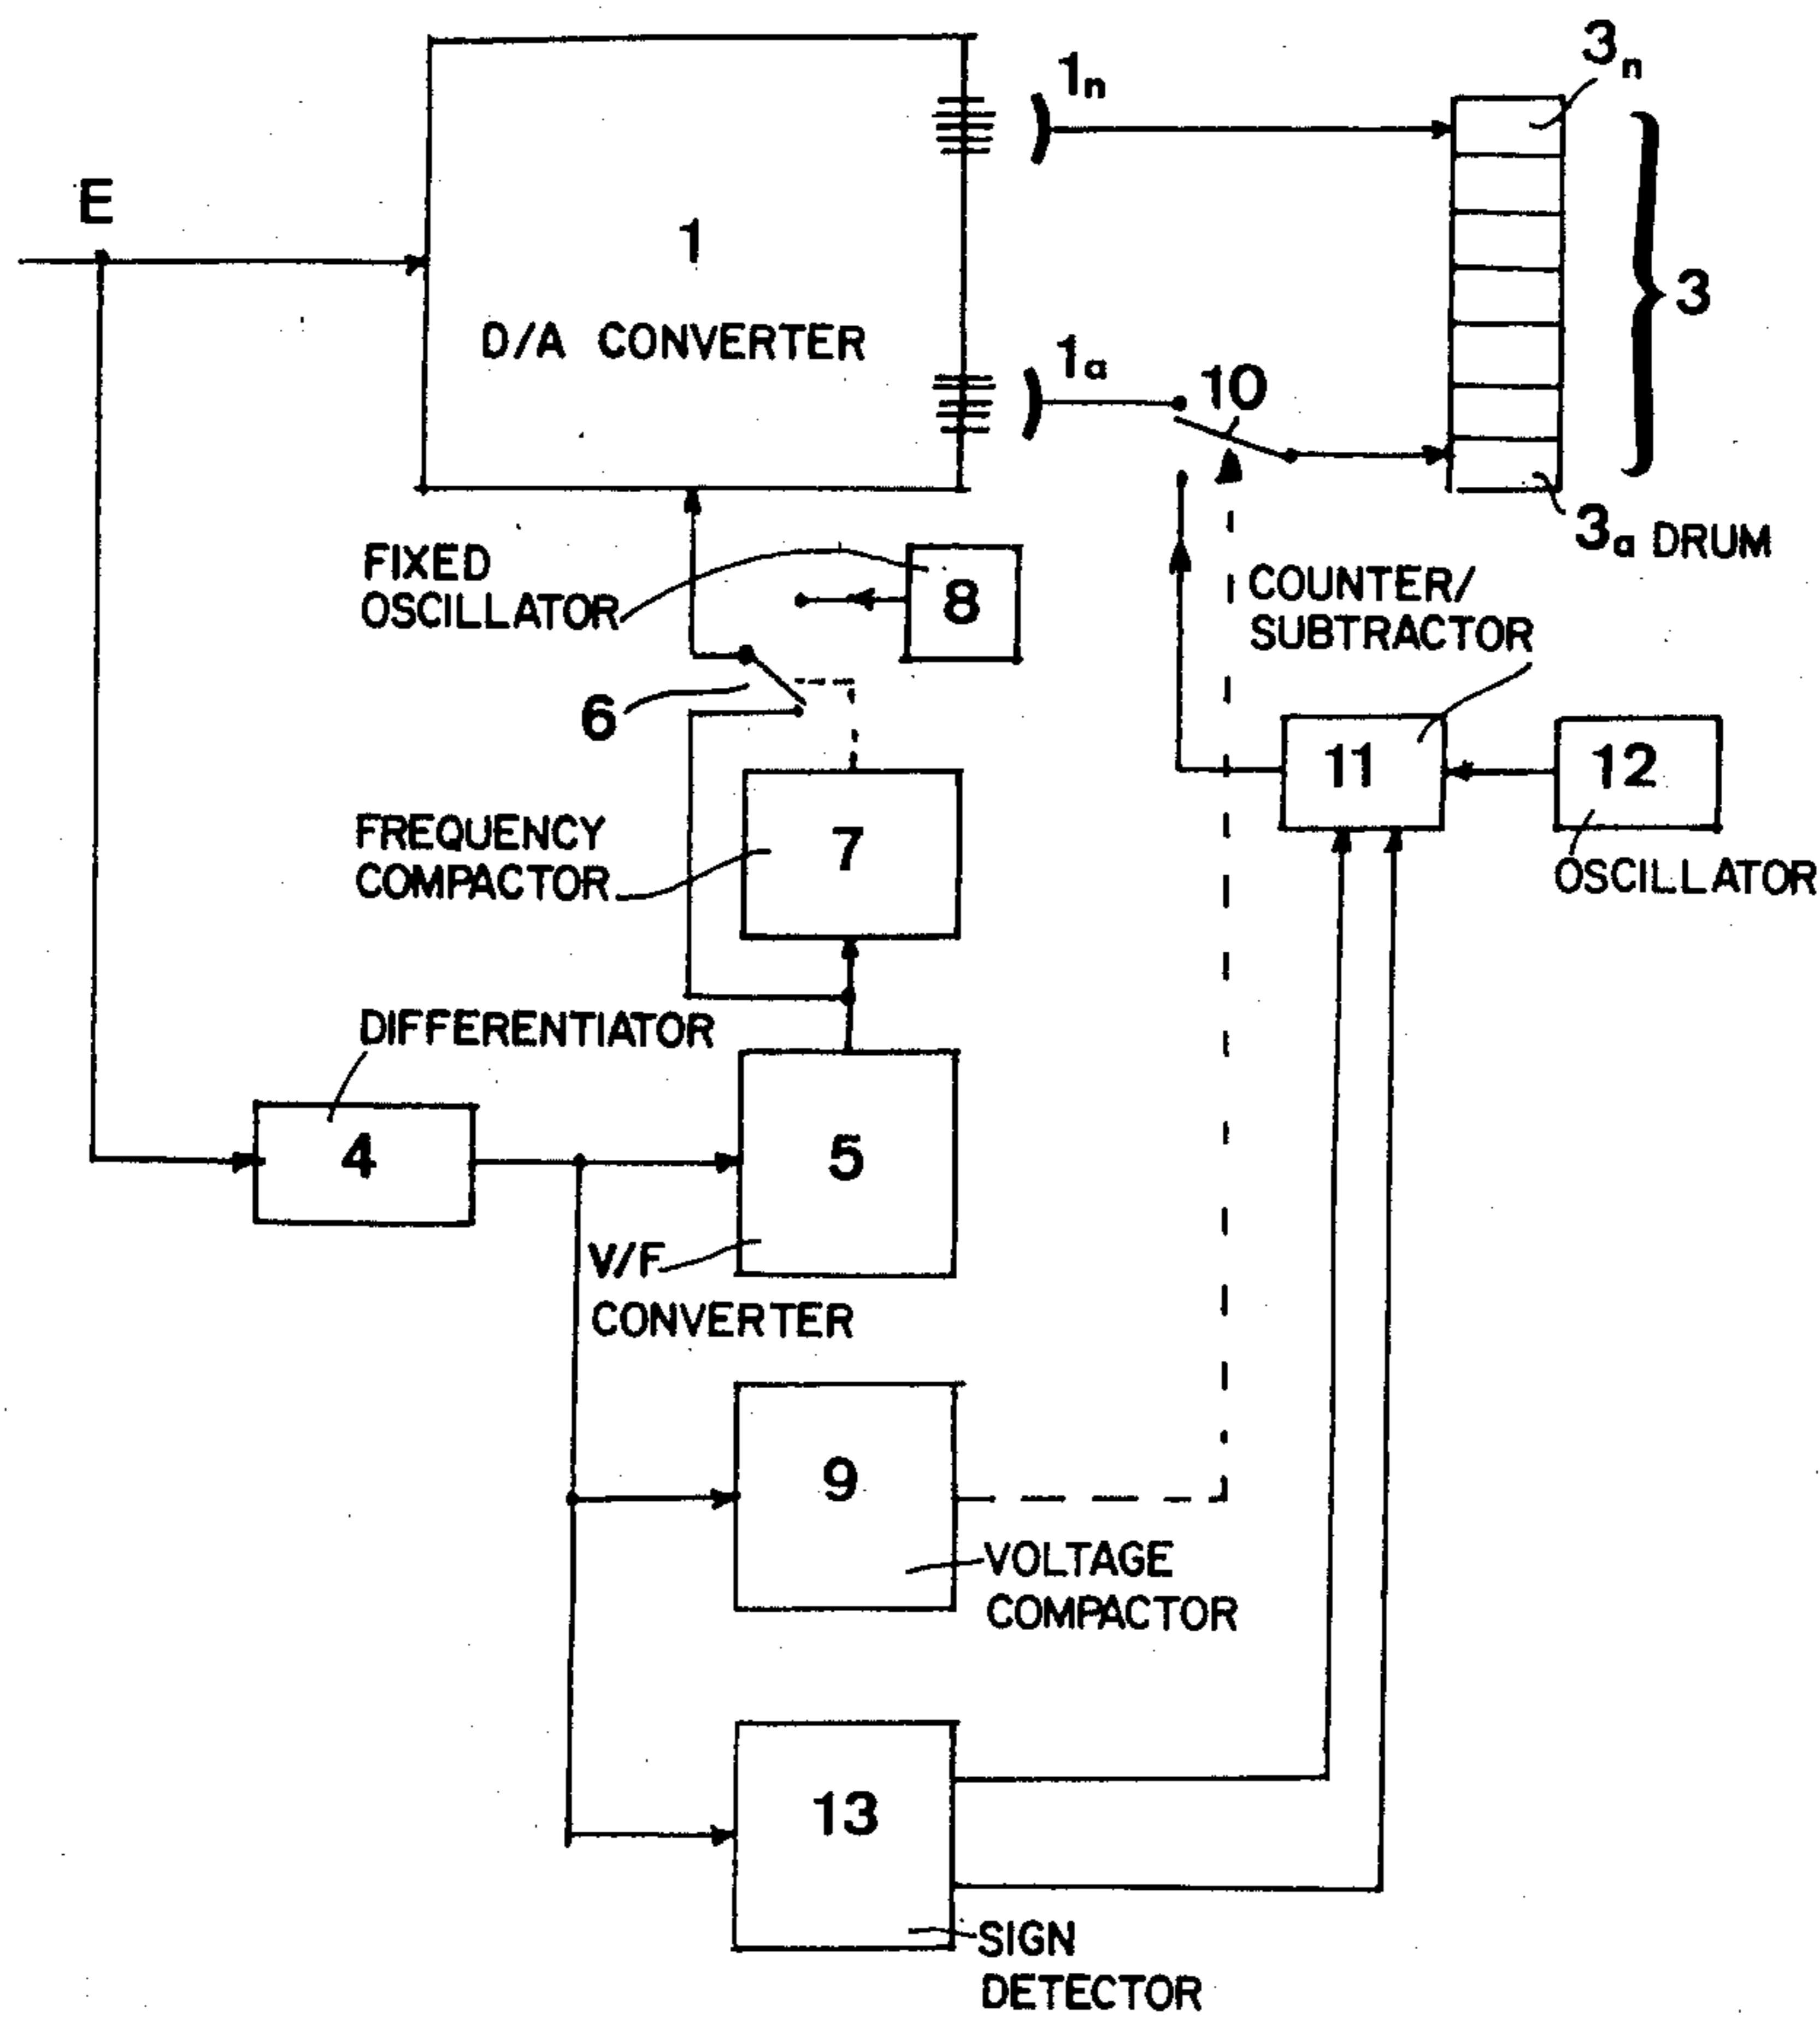 3n
1n
E
1
3
D/A CONVERTER
1a
10
3a DRUM
FIXED
OSCILLATOR
8
COUNTER/
SUBTRACTOR
6
11
12
FREQUENCY
COMPACTOR
7
OSCILLATOR
DIFFERENTIATOR
4
5
V/F
CONVERTER
9
VOLTAGE
COMPACTOR
13
SIGN
DETECTOR